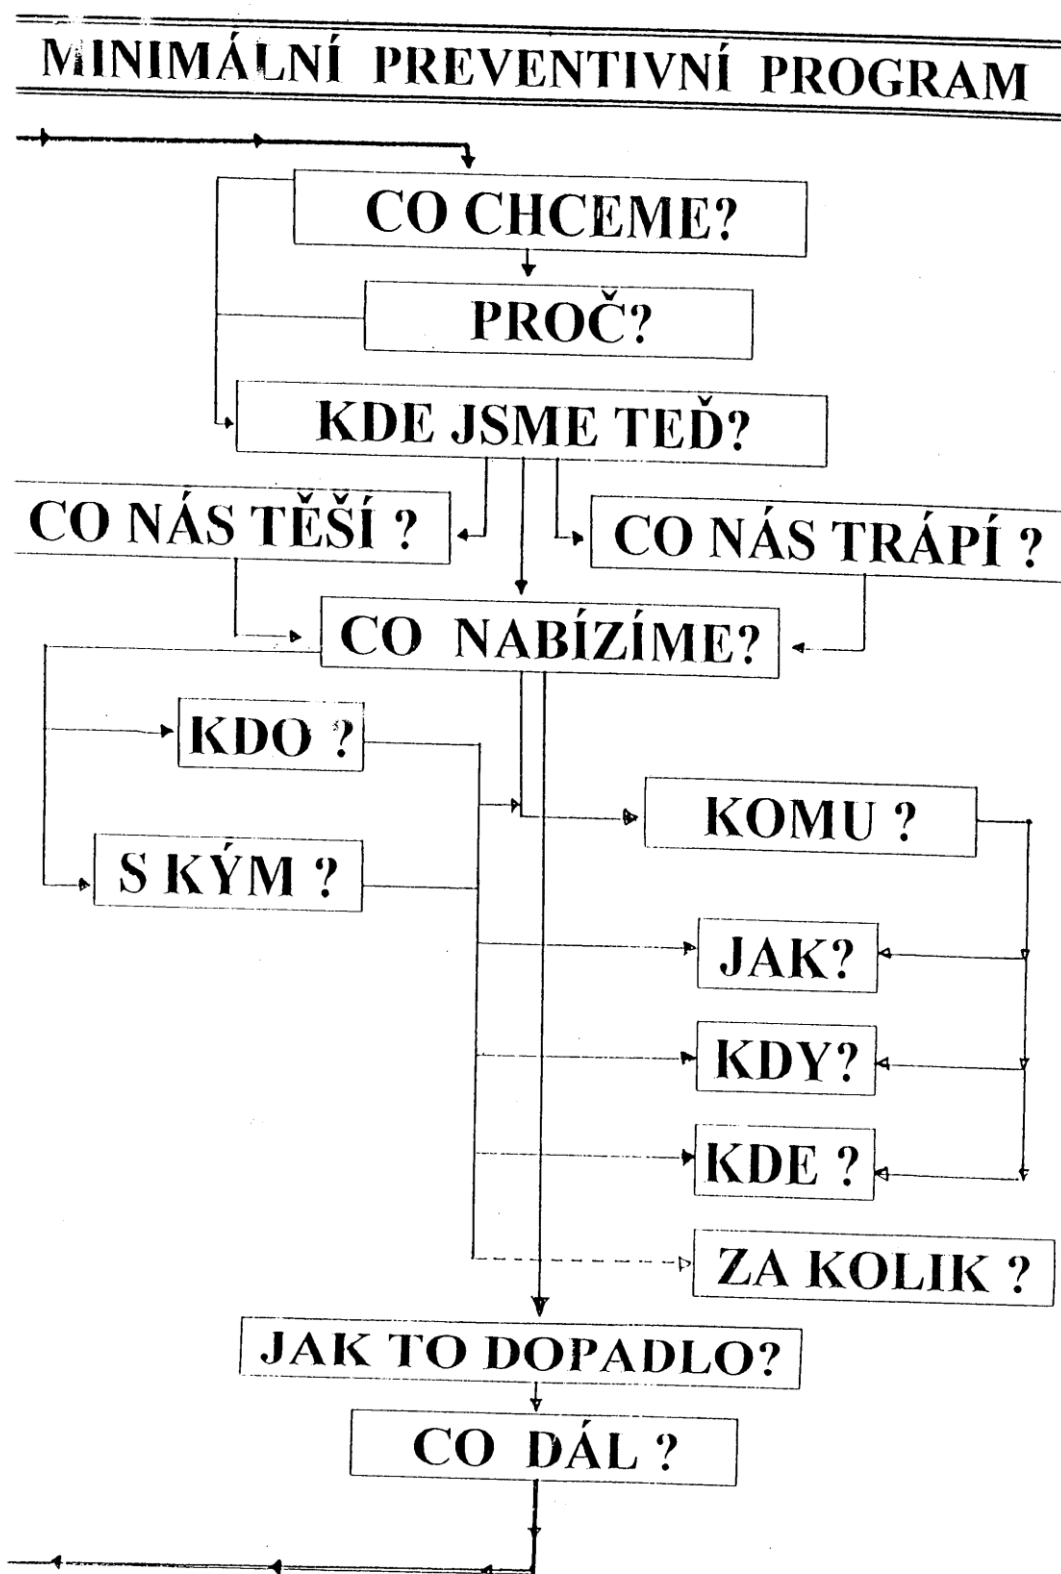 MINIMÁLNÍ PREVENTIVNÍ PROGRAM
CO CHCEME?
PROČ?
KDE JSME TEĎ?
CO NÁS TĚŠÍ ?
CO NÁS TRÁPÍ ?
CO NABÍZÍME?
KDO ?
KOMU ?
S KÝM ?
JAK?
KDY?
KDE ?
ZA KOLIK ?
JAK TO DOPADLO?
CO DÁL ?